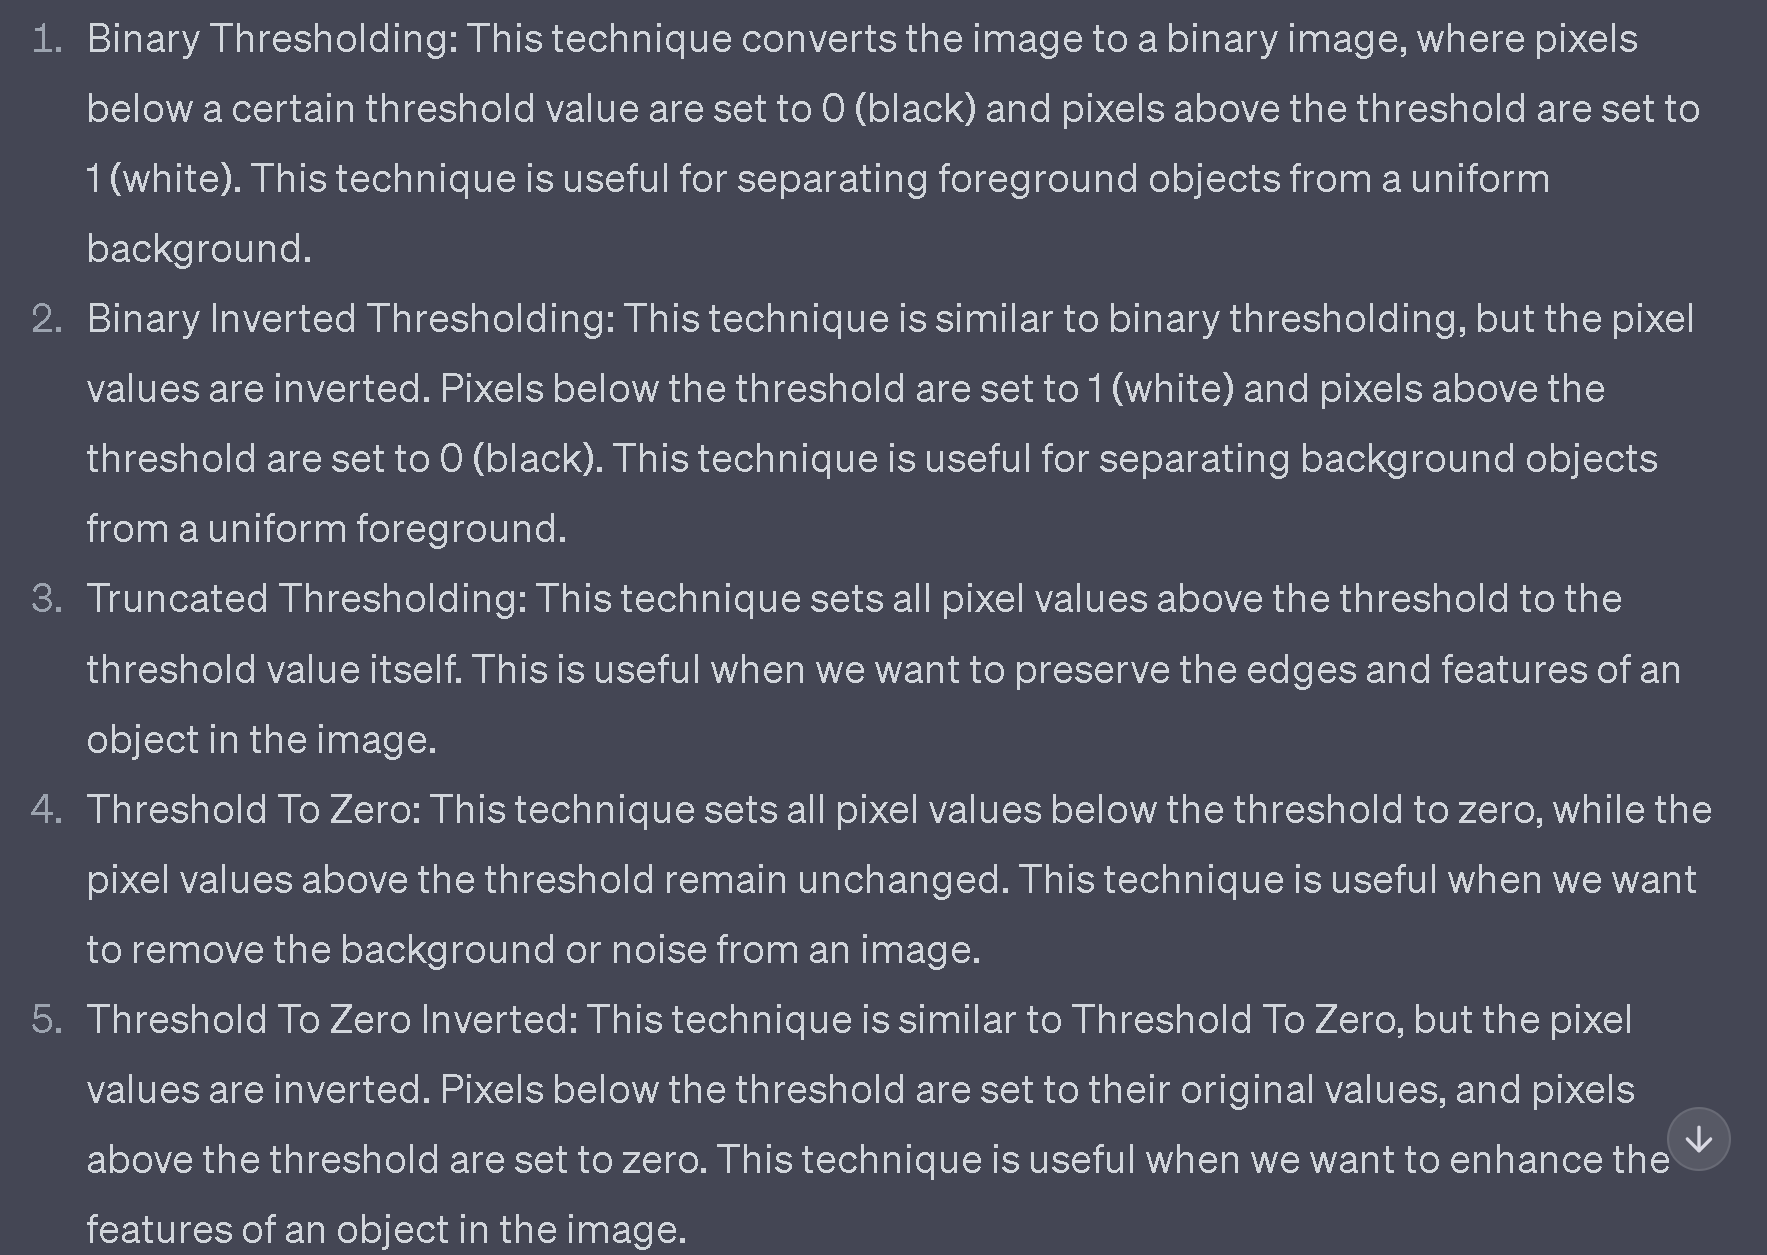 1. Binary Thresholding: This technique converts the image to a binary image, where pixels
below a certain threshold value are set to 0 (black) and pixels above the threshold are set to
1 (white). This technique is useful for separating foreground objects from a uniform
background.
2. Binary Inverted Thresholding: This technique is similar to binary thresholding, but the pixel
values are inverted. Pixels below the threshold are set to 1 (white) and pixels above the
threshold are set to 0 (black). This technique is useful for separating background objects
from a uniform foreground.
3. Truncated Thresholding: This technique sets all pixel values above the threshold to the
threshold value itself. This is useful when we want to preserve the edges and features of an
object in the image.
4. Threshold To Zero: This technique sets all pixel values below the threshold to zero, while the
pixel values above the threshold remain unchanged. This technique is useful when we want
to remove the background or noise from an image.
5. Threshold To Zero Inverted: This technique is similar to Threshold To Zero, but the pixel
values are inverted. Pixels below the threshold are set to their original values, and pixels
above the threshold are set to zero. This technique is useful when we want to enhance the
features of an object in the image.